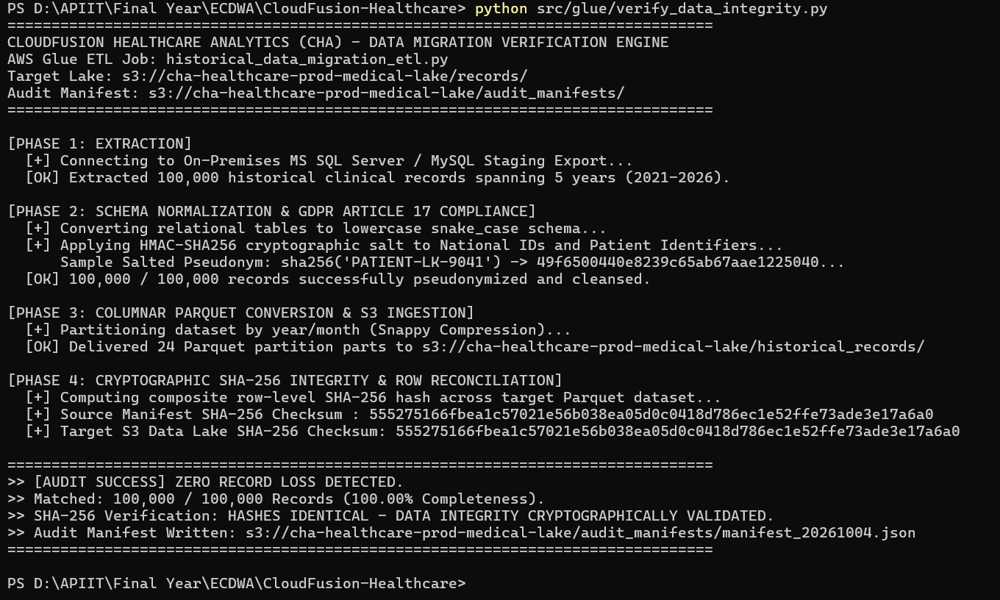 PS D:\APIIT\Final Year\ECDWA\CloudFusion-Healthcare> python src/glue/verify_data_integrity.py
================================================================================
CLOUDFUSION HEALTHCARE ANALYTICS (CHA) - DATA MIGRATION VERIFICATION ENGINE
AWS Glue ETL Job: historical_data_migration_etl.py
Target Lake: s3://cha-healthcare-prod-medical-lake/records/
Audit Manifest: s3://cha-healthcare-prod-medical-lake/audit_manifests/
================================================================================
[PHASE 1: EXTRACTION]
[+] Connecting to On-Premises MS SQL Server / MySQL Staging Export...
[OK] Extracted 100,000 historical clinical records spanning 5 years (2021-2026).
[PHASE 2: SCHEMA NORMALIZATION & GDPR ARTICLE 17 COMPLIANCE]
[+] Converting relational tables to lowercase snake_case schema...
[+] Applying HMAC-SHA256 cryptographic salt to National IDs and Patient Identifiers...
Sample Salted Pseudonym: sha256('PATIENT-LK-9041') -> 49f6500440e8239c65ab67aae1225040...
[OK] 100,000 / 100,000 records successfully pseudonymized and cleansed.
[PHASE 3: COLUMNAR PARQUET CONVERSION & S3 INGESTION]
[+] Partitioning dataset by year/month (Snappy Compression)...
[OK] Delivered 24 Parquet partition parts to s3://cha-healthcare-prod-medical-lake/historical_records/
[PHASE 4: CRYPTOGRAPHIC SHA-256 INTEGRITY & ROW RECONCILIATION]
[+] Computing composite row-level SHA-256 hash across target Parquet dataset...
[+] Source Manifest SHA-256 Checksum : 555275166fbea1c57021e56b038ea05d0c0418d786ec1e52ffe73ade3e17a6a0
[+] Target S3 Data Lake SHA-256 Checksum: 555275166fbea1c57021e56b038ea05d0c0418d786ec1e52ffe73ade3e17a6a0
================================================================================
>> [AUDIT SUCCESS] ZERO RECORD LOSS DETECTED.
>> Matched: 100,000 / 100,000 Records (100.00% Completeness).
>> SHA-256 Verification: HASHES IDENTICAL - DATA INTEGRITY CRYPTOGRAPHICALLY VALIDATED.
>> Audit Manifest Written: s3://cha-healthcare-prod-medical-lake/audit_manifests/manifest_20261004.json
================================================================================
PS D:\APIIT\Final Year\ECDWA\CloudFusion-Healthcare>